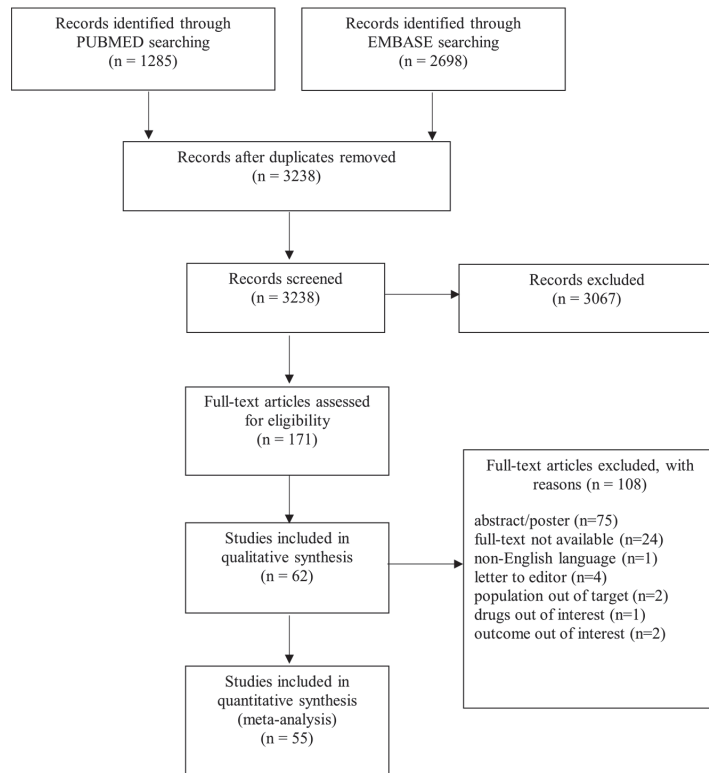 Records identified through
PUBMED searching
(n = 1285)
Records identified through
EMBASE searching
(n = 2698)
Records after duplicates removed
(n = 3238)
Records screened
(n = 3238)
Records excluded
(n = 3067)
Full-text articles assessed
for eligibility
(n = 171)
Full-text articles excluded, with
reasons (n = 108)
abstract/poster (n=75)
full-text not available (n=24)
non-English language (n=1)
letter to editor (n=4)
population out of target (n=2)
drugs out of interest (n=1)
outcome out of interest (n=2)
Studies included in
qualitative synthesis
(n = 62)
Studies included in
quantitative synthesis
(meta-analysis)
(n = 55)